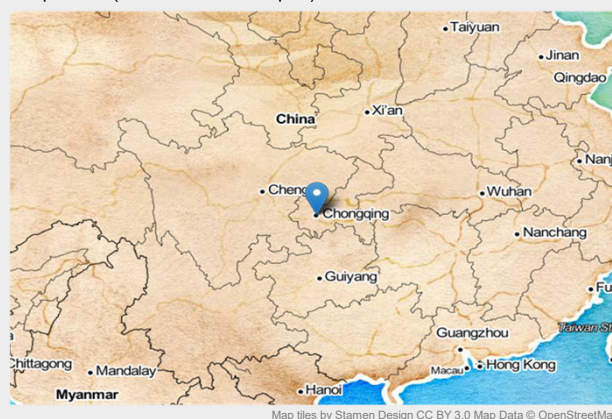 Taiyuan
Jinan
Qingdao
China
Xi'an
Nanj
Cheng
Wuhan
Chongqing
Nanchang
Guiyang
Fu
Taiwan St
Guangzhou
Chittagong
Mandalay
Macau
Hong Kong
Myanmar
Hanoi
Map tiles by Stamen Design CC BY 3.0 Map Data © OpenStreetMa